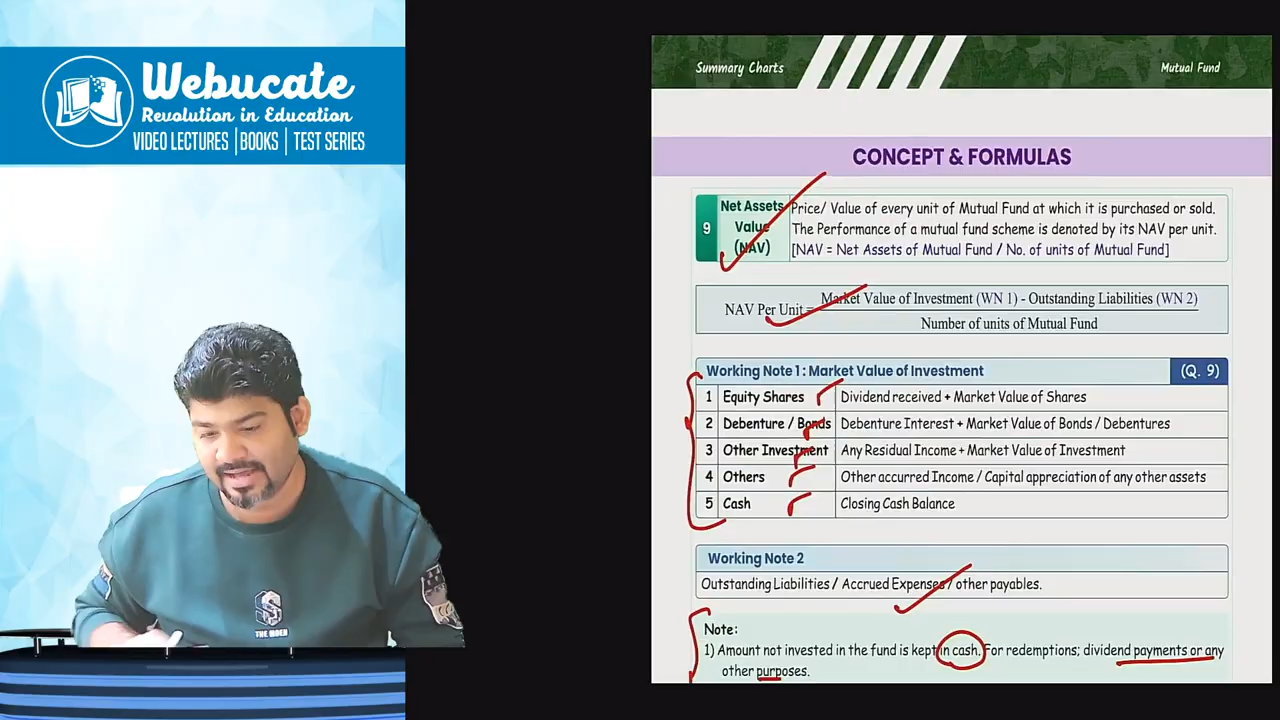 Webucate
Revolution in Education
VIDEO LECTURES | BOOKS | TEST SERIES
Summary Charts
Mutual Fund
CONCEPT & FORMULAS
9
Net Assets Value (NAV)
Price/ Value of every unit of Mutual Fund at which it is purchased or sold.
The Performance of a mutual fund scheme is denoted by its NAV per unit.
[NAV = Net Assets of Mutual Fund / No. of units of Mutual Fund]
NAV Per Unit = Market Value of Investment (WN 1) - Outstanding Liabilities (WN 2)
Number of units of Mutual Fund
Working Note 1 : Market Value of Investment (Q. 9)
1 Equity Shares Dividend received + Market Value of Shares
2 Debenture / Bonds Debenture Interest + Market Value of Bonds / Debentures
3 Other Investment Any Residual Income + Market Value of Investment
4 Others Other accurred Income / Capital appreciation of any other assets
5 Cash Closing Cash Balance
Working Note 2
Outstanding Liabilities / Accrued Expenses / other payables.
Note:
1) Amount not invested in the fund is kept in cash. For redemptions; dividend payments or any
other purposes.
S